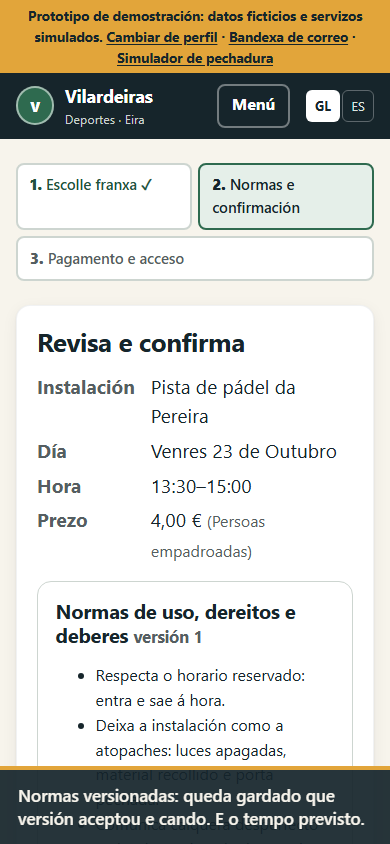 Prototipo de demostración: datos ficticios e servizos
simulados. Cambiar de perfil · Bandexa de correo ·
Simulador de pechadura
V
Vilardeiras
Deportes · Eira
Menú
GL
ES
1. Escolle franxa ✓
2. Normas e
confirmación
3. Pagamento e acceso
Revisa e confirma
Instalación Pista de pádel da
Pereira
Día Venres 23 de Outubro
Hora 13:30–15:00
Prezo 4,00 € (Persoas
empadroadas)
Normas de uso, dereitos e
deberes versión 1
• Respecta o horario reservado:
entra e sae á hora.
• Deixa a instalación como a
atopaches: luces apagadas,
material recollido e porta
Normas versionadas: queda gardado que
versión aceptou e cando. E o tempo previsto.